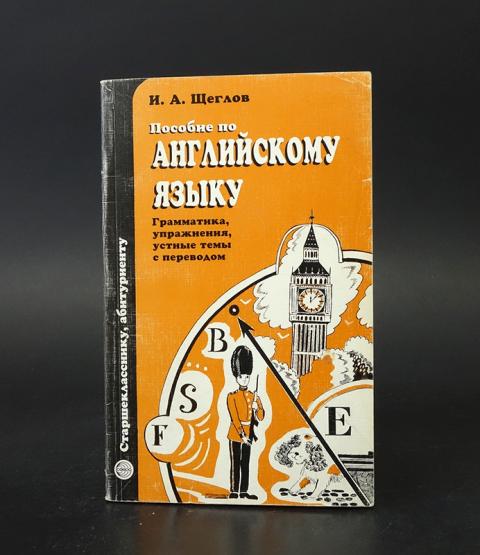 И. А. Щеглов
Пособие по
АНГЛИЙСКОМУ
ЯЗЫКУ
Грамматика,
упражнения,
устные темы
с переводом
Старшекласснику, абитуриенту
B
S
F
E